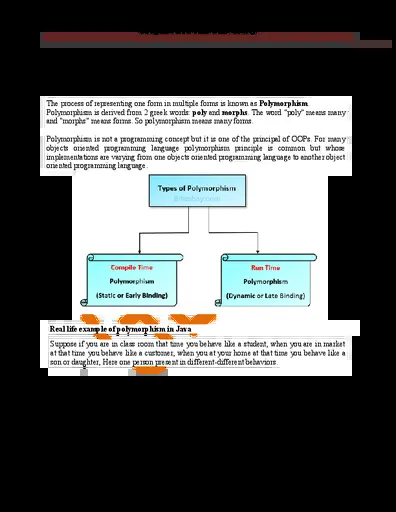 The process of representing one form in multiple forms is known as Polymorphism.
Polymorphism is derived from 2 greek words: poly and morphs. The word "poly" means many
and "morphs" means forms. So polymorphism means many forms.
Polymorphism is not a programming concept but it is one of the principal of OOPs. For many
objects oriented programming language polymorphism principle is common but whose
implementations are varying from one objects oriented programming language to another object
oriented programming language.
Types of Polymorphism
Compile Time
Polymorphism
(Static or Early Binding)
Run Time
Polymorphism
(Dynamic or Late Binding)
Real life example of polymorphism in Java
Suppose if you are in class room that time you behave like a student, when you are in market
at that time you behave like a customer, when you at your home at that time you behave like a
son or daughter, Here one person present in different-different behaviors.